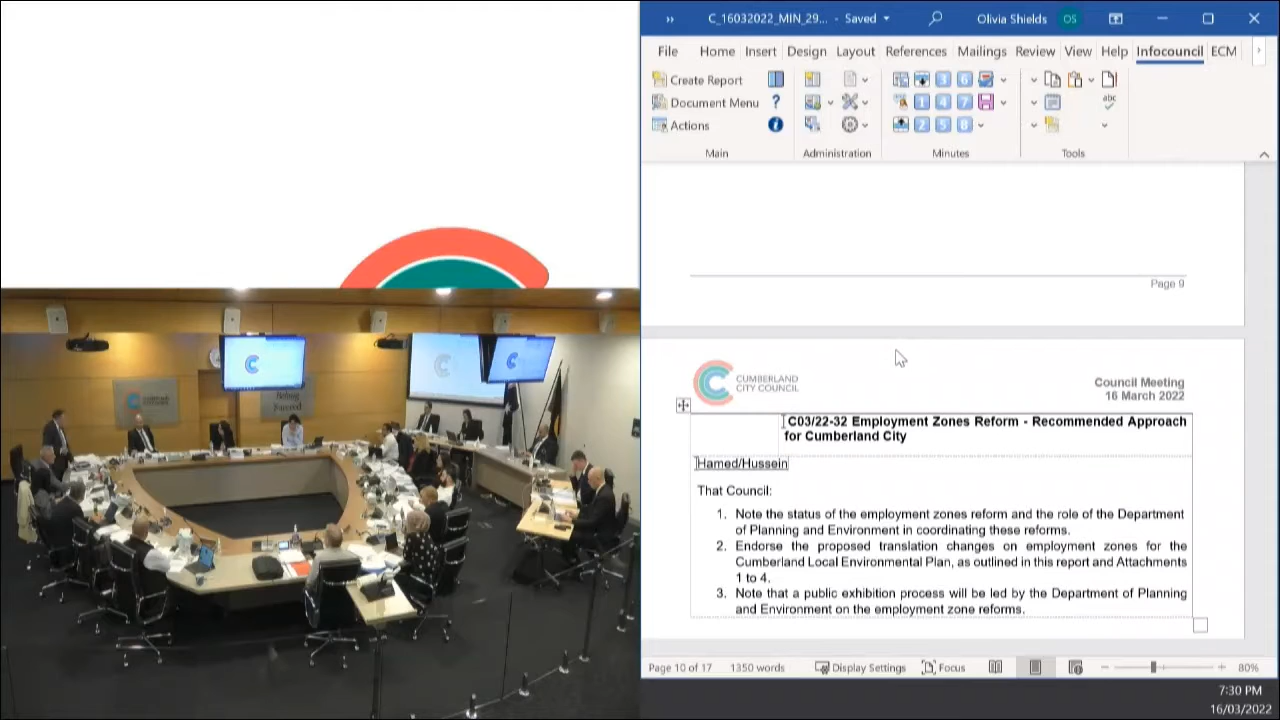 C_16032022_MIN_29... - Saved
Olivia Shields OS
File Home Insert Design Layout References Mailings Review View Help Infocouncil ECM
Create Report
Document Menu
Actions
Main Administration Minutes Tools
Page 9
CUMBERLAND
CITY COUNCIL
Council Meeting
16 March 2022
C03/22-32 Employment Zones Reform - Recommended Approach
for Cumberland City
Hamed/Hussein
That Council:
1. Note the status of the employment zones reform and the role of the Department
of Planning and Environment in coordinating these reforms.
2. Endorse the proposed translation changes on employment zones for the
Cumberland Local Environmental Plan, as outlined in this report and Attachments
1 to 4.
3. Note that a public exhibition process will be led by the Department of Planning
and Environment on the employment zone reforms.
Page 10 of 17 1350 words Display Settings Focus 80%
7:30 PM
16/03/2022